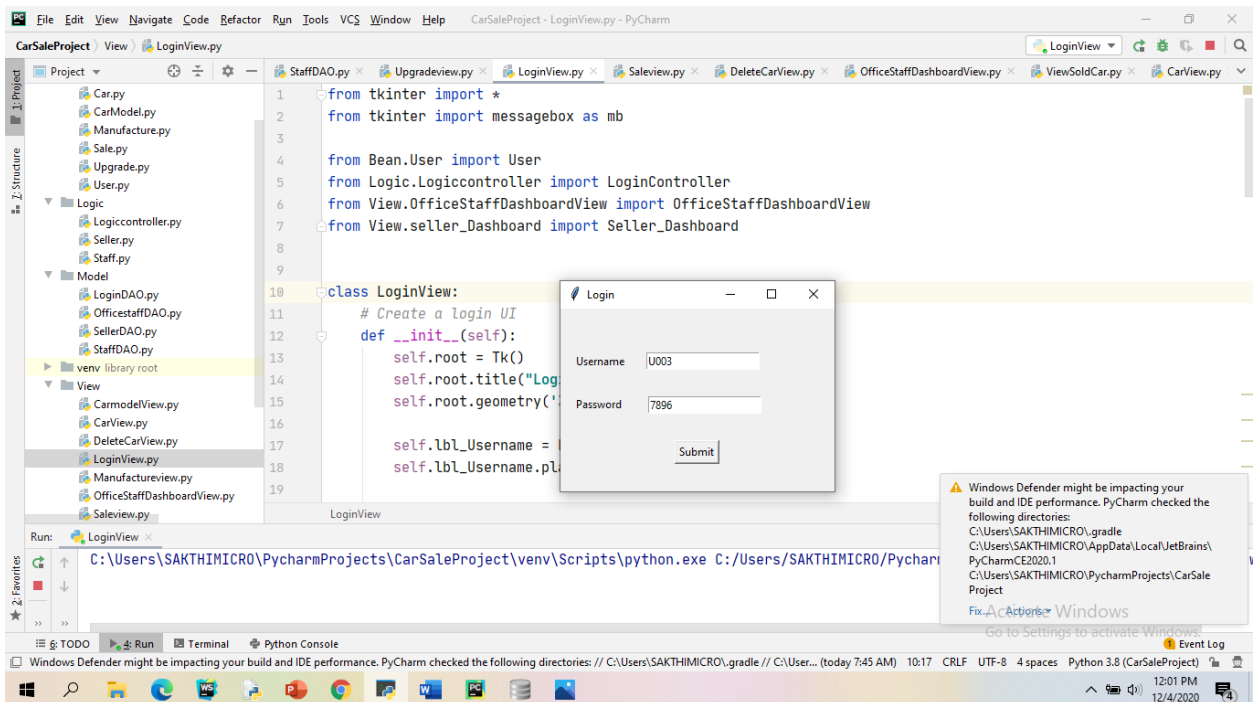 File Edit View Navigate Code Refactor Run Tools VCS Window Help CarSaleProject - LoginView.py - PyCharm
CarSaleProject View LoginView.py LoginView
Project StaffDAO.py Upgradeview.py LoginView.py Saleview.py DeleteCarView.py OfficeStaffDashboardView.py ViewSoldCar.py CarView.py
1: Project
Z: Structure
2: Favorites
Car.py
CarModel.py
Manufacture.py
Sale.py
Upgrade.py
User.py
Logic
Logiccontroller.py
Seller.py
Staff.py
Model
LoginDAO.py
OfficestaffDAO.py
SellerDAO.py
StaffDAO.py
venv library root
View
CarmodelView.py
CarView.py
DeleteCarView.py
LoginView.py
Manufactureview.py
OfficeStaffDashboardView.py
Saleview.py
1 from tkinter import *
2 from tkinter import messagebox as mb
3
4 from Bean.User import User
5 from Logic.Logiccontroller import LoginController
6 from View.OfficeStaffDashboardView import OfficeStaffDashboardView
7 from View.seller_Dashboard import Seller_Dashboard
8
9
10 class LoginView:
11 # Create a login UI
12 def __init__(self):
13 self.root = Tk()
14 self.root.title("Log
15 self.root.geometry('
16
17 self.lbl_Username =
18 self.lbl_Username.pl
19
LoginView
Login
Username U003
Password 7896
Submit
Windows Defender might be impacting your
build and IDE performance. PyCharm checked the
following directories:
C:\Users\SAKTHIMICRO\.gradle
C:\Users\SAKTHIMICRO\AppData\Local\JetBrains\
PyCharmCE2020.1
C:\Users\SAKTHIMICRO\PycharmProjects\CarSale
Project
Fix... Actions
Activate Windows
Go to Settings to activate Windows.
Run: LoginView
C:\Users\SAKTHIMICRO\PycharmProjects\CarSaleProject\venv\Scripts\python.exe C:/Users/SAKTHIMICRO/Pychar
6: TODO 4: Run Terminal Python Console 1 Event Log
Windows Defender might be impacting your build and IDE performance. PyCharm checked the following directories: // C:\Users\SAKTHIMICRO\.gradle // C:\User... (today 7:45 AM) 10:17 CRLF UTF-8 4 spaces Python 3.8 (CarSaleProject)
12:01 PM
12/4/2020
4